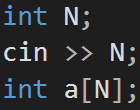 int N;
cin >> N;
int a[N];